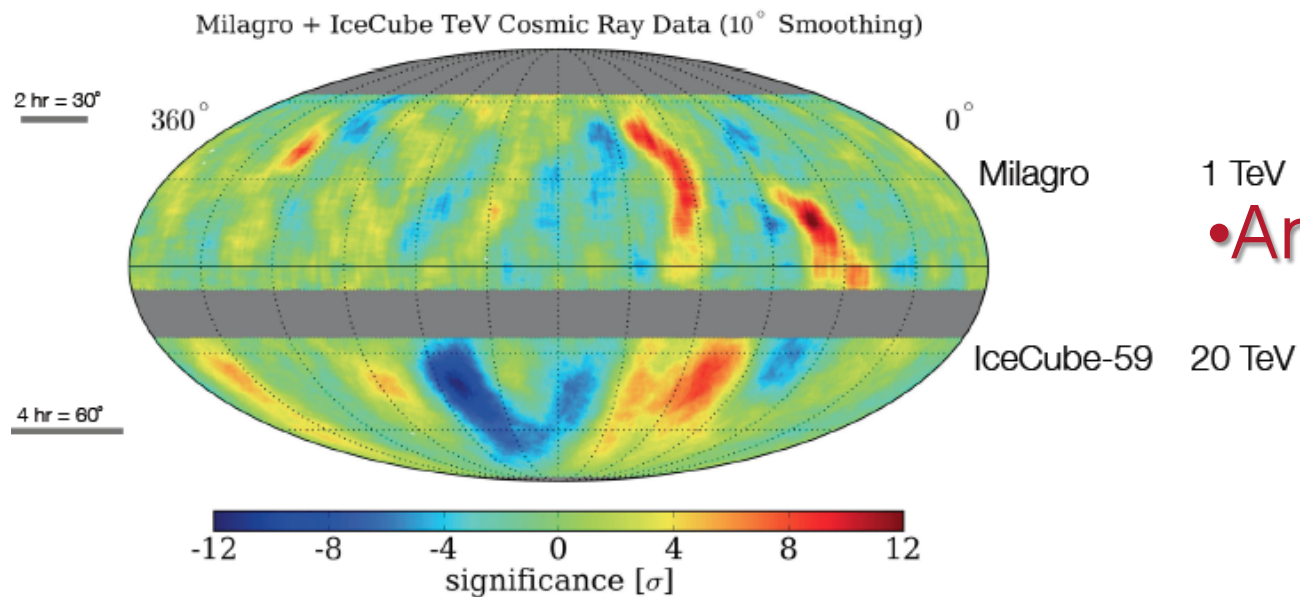 Milagro + IceCube TeV Cosmic Ray Data (10° Smoothing)
2 hr = 30°
360°
0°
Milagro 1 TeV
•Ar
IceCube-59 20 TeV
4 hr = 60°
-12 -8 -4 0 4 8 12
significance [σ]